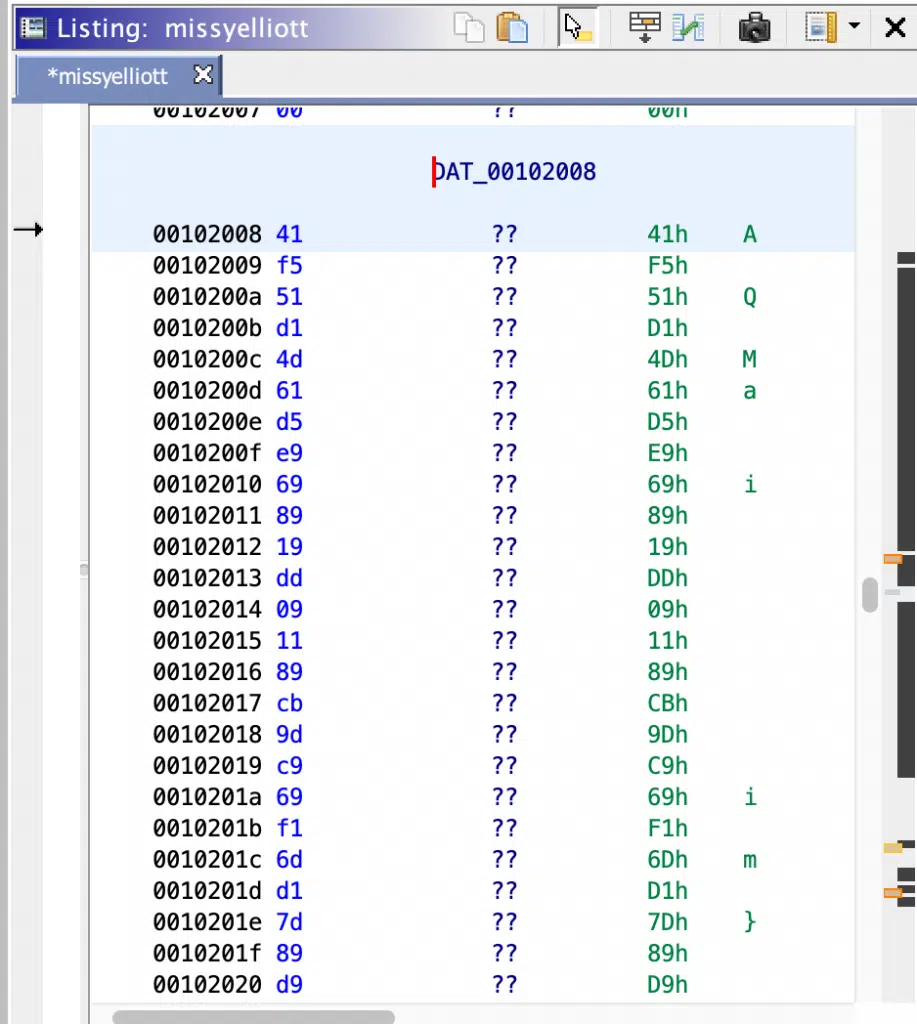 Listing: missyelliott
*missyelliott
00102007 00 ?? 00h
DAT_00102008
00102008 41 ?? 41h A
00102009 f5 ?? F5h
0010200a 51 ?? 51h Q
0010200b d1 ?? D1h
0010200c 4d ?? 4Dh M
0010200d 61 ?? 61h a
0010200e d5 ?? D5h
0010200f e9 ?? E9h
00102010 69 ?? 69h i
00102011 89 ?? 89h
00102012 19 ?? 19h
00102013 dd ?? DDh
00102014 09 ?? 09h
00102015 11 ?? 11h
00102016 89 ?? 89h
00102017 cb ?? CBh
00102018 9d ?? 9Dh
00102019 c9 ?? C9h
0010201a 69 ?? 69h i
0010201b f1 ?? F1h
0010201c 6d ?? 6Dh m
0010201d d1 ?? D1h
0010201e 7d ?? 7Dh }
0010201f 89 ?? 89h
00102020 d9 ?? D9h